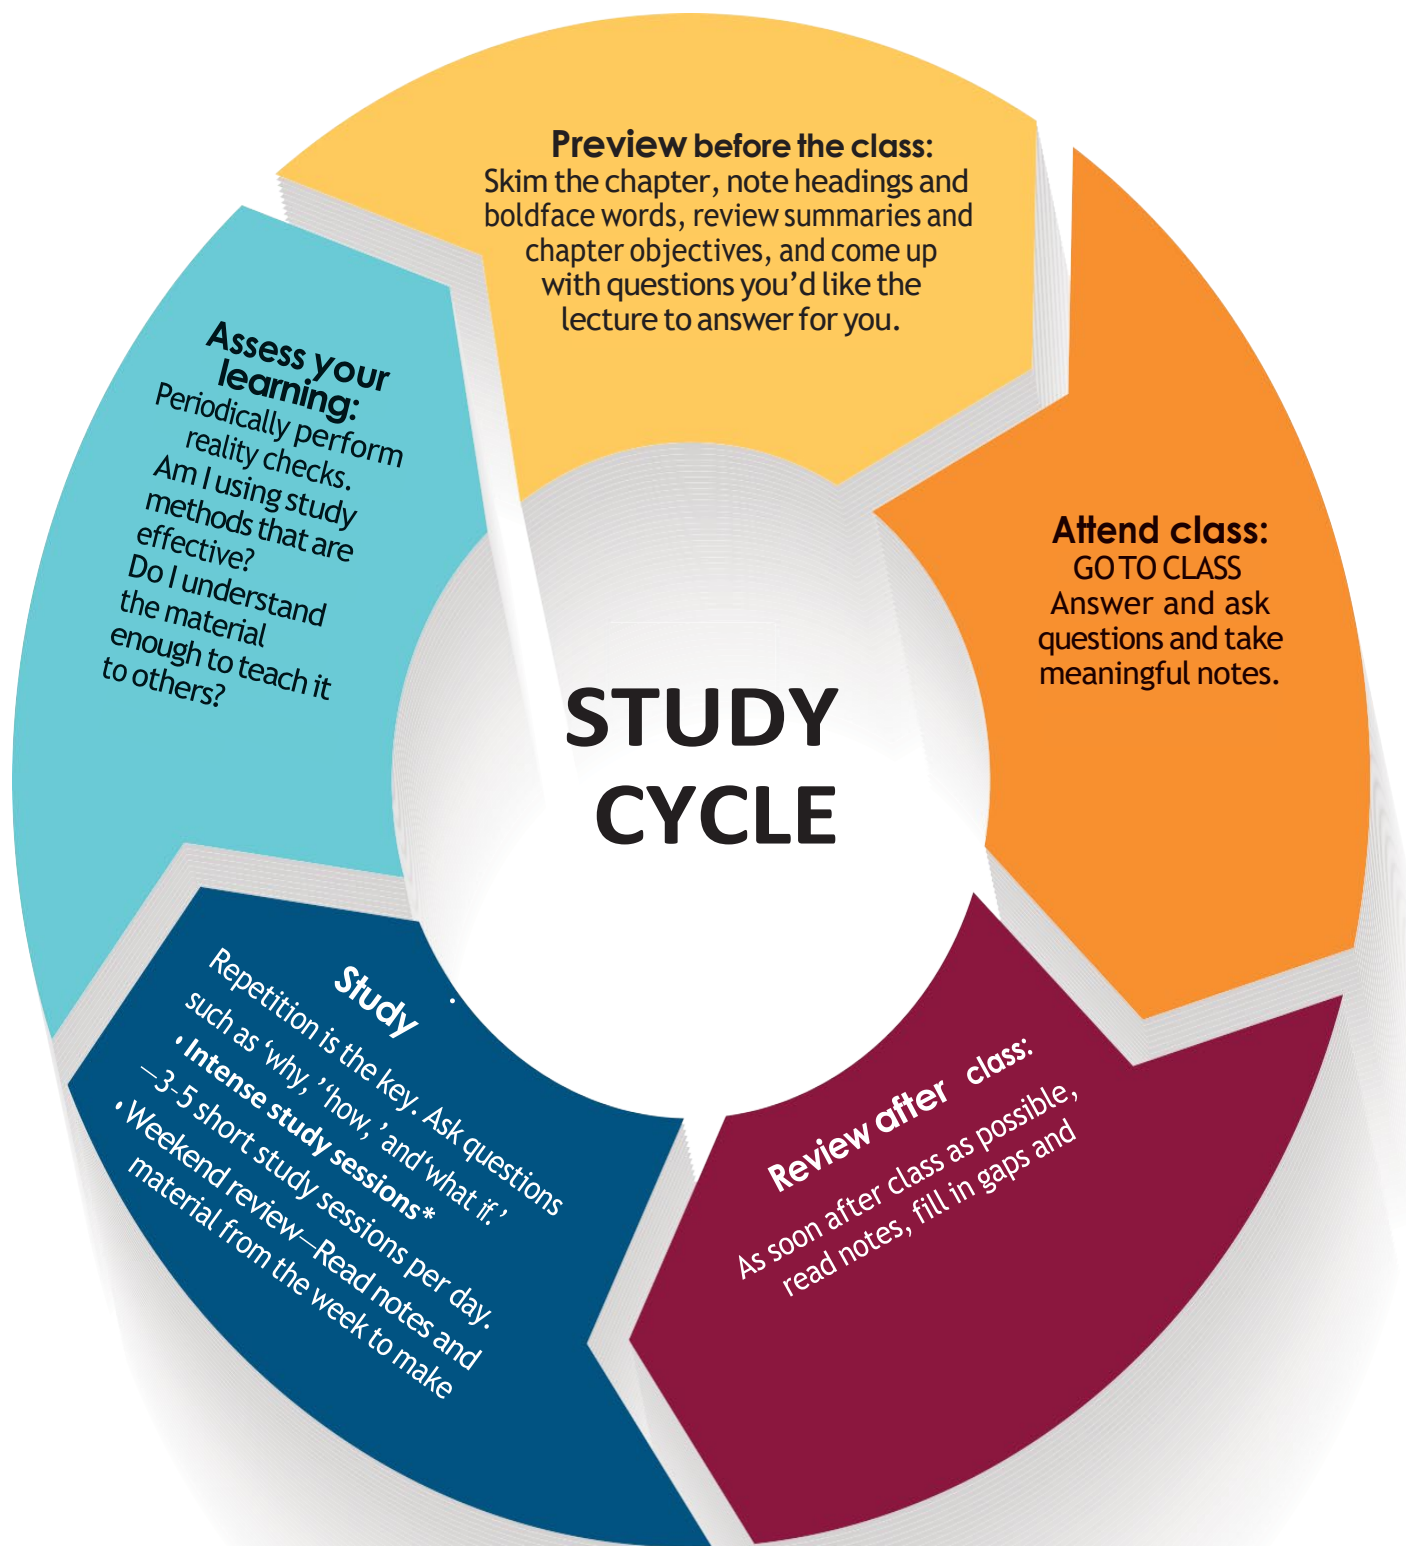 Preview before the class:
Skim the chapter, note headings and
boldface words, review summaries and
chapter objectives, and come up
with questions you’d like the
lecture to answer for you.
Attend class:
GO TO CLASS
Answer and ask
questions and take
meaningful notes.
Review after class:
As soon after class as possible,
read notes, fill in gaps and
Study
Repetition is the key. Ask questions
such as ‘why, ’ ‘how, ’ and ‘what if.’
• Intense study sessions*
—3-5 short study sessions per day.
• Weekend review—Read notes and
material from the week to make
Assess your
learning:
Periodically perform
reality checks.
Am I using study
methods that are
effective?
Do I understand
the material
enough to teach it
to others?
STUDY
CYCLE